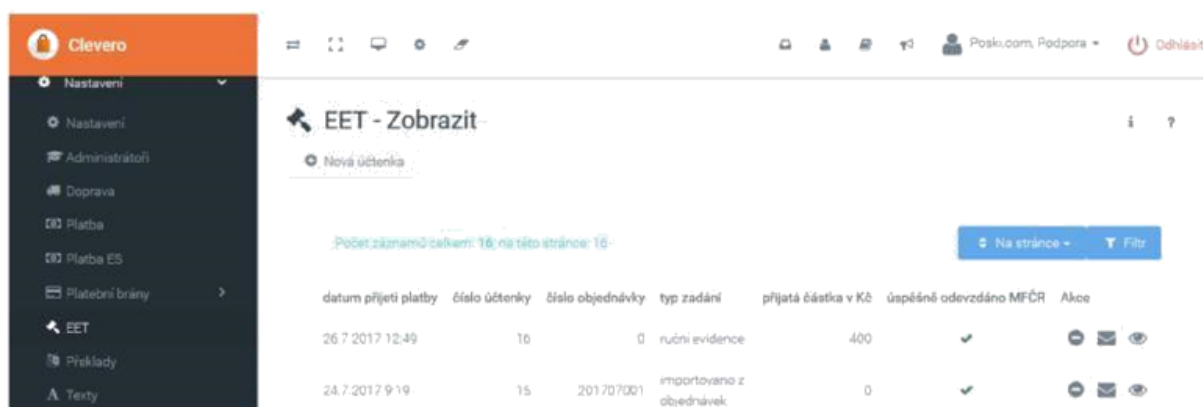 Clevero
Poski.com, Podpora
Odhlásit
Nastavení
EET - Zobrazit
i ?
Nastavení
Nová účtenka
Administrátoři
Doprava
Platba
Počet záznamů celkem: 16, na této stránce: 16
Na stránce
Filtr
Platba ES
Platební brány
datum přijetí platby číslo účtenky číslo objednávky typ zadání přijatá částka v Kč úspěšně odevzdáno MFČR Akce
EET
26.7.2017 12:49 16 0 ruční evidence 400
Překlady
24.7.2017 9:19 15 201707001 importováno z objednávek 0
A Texty